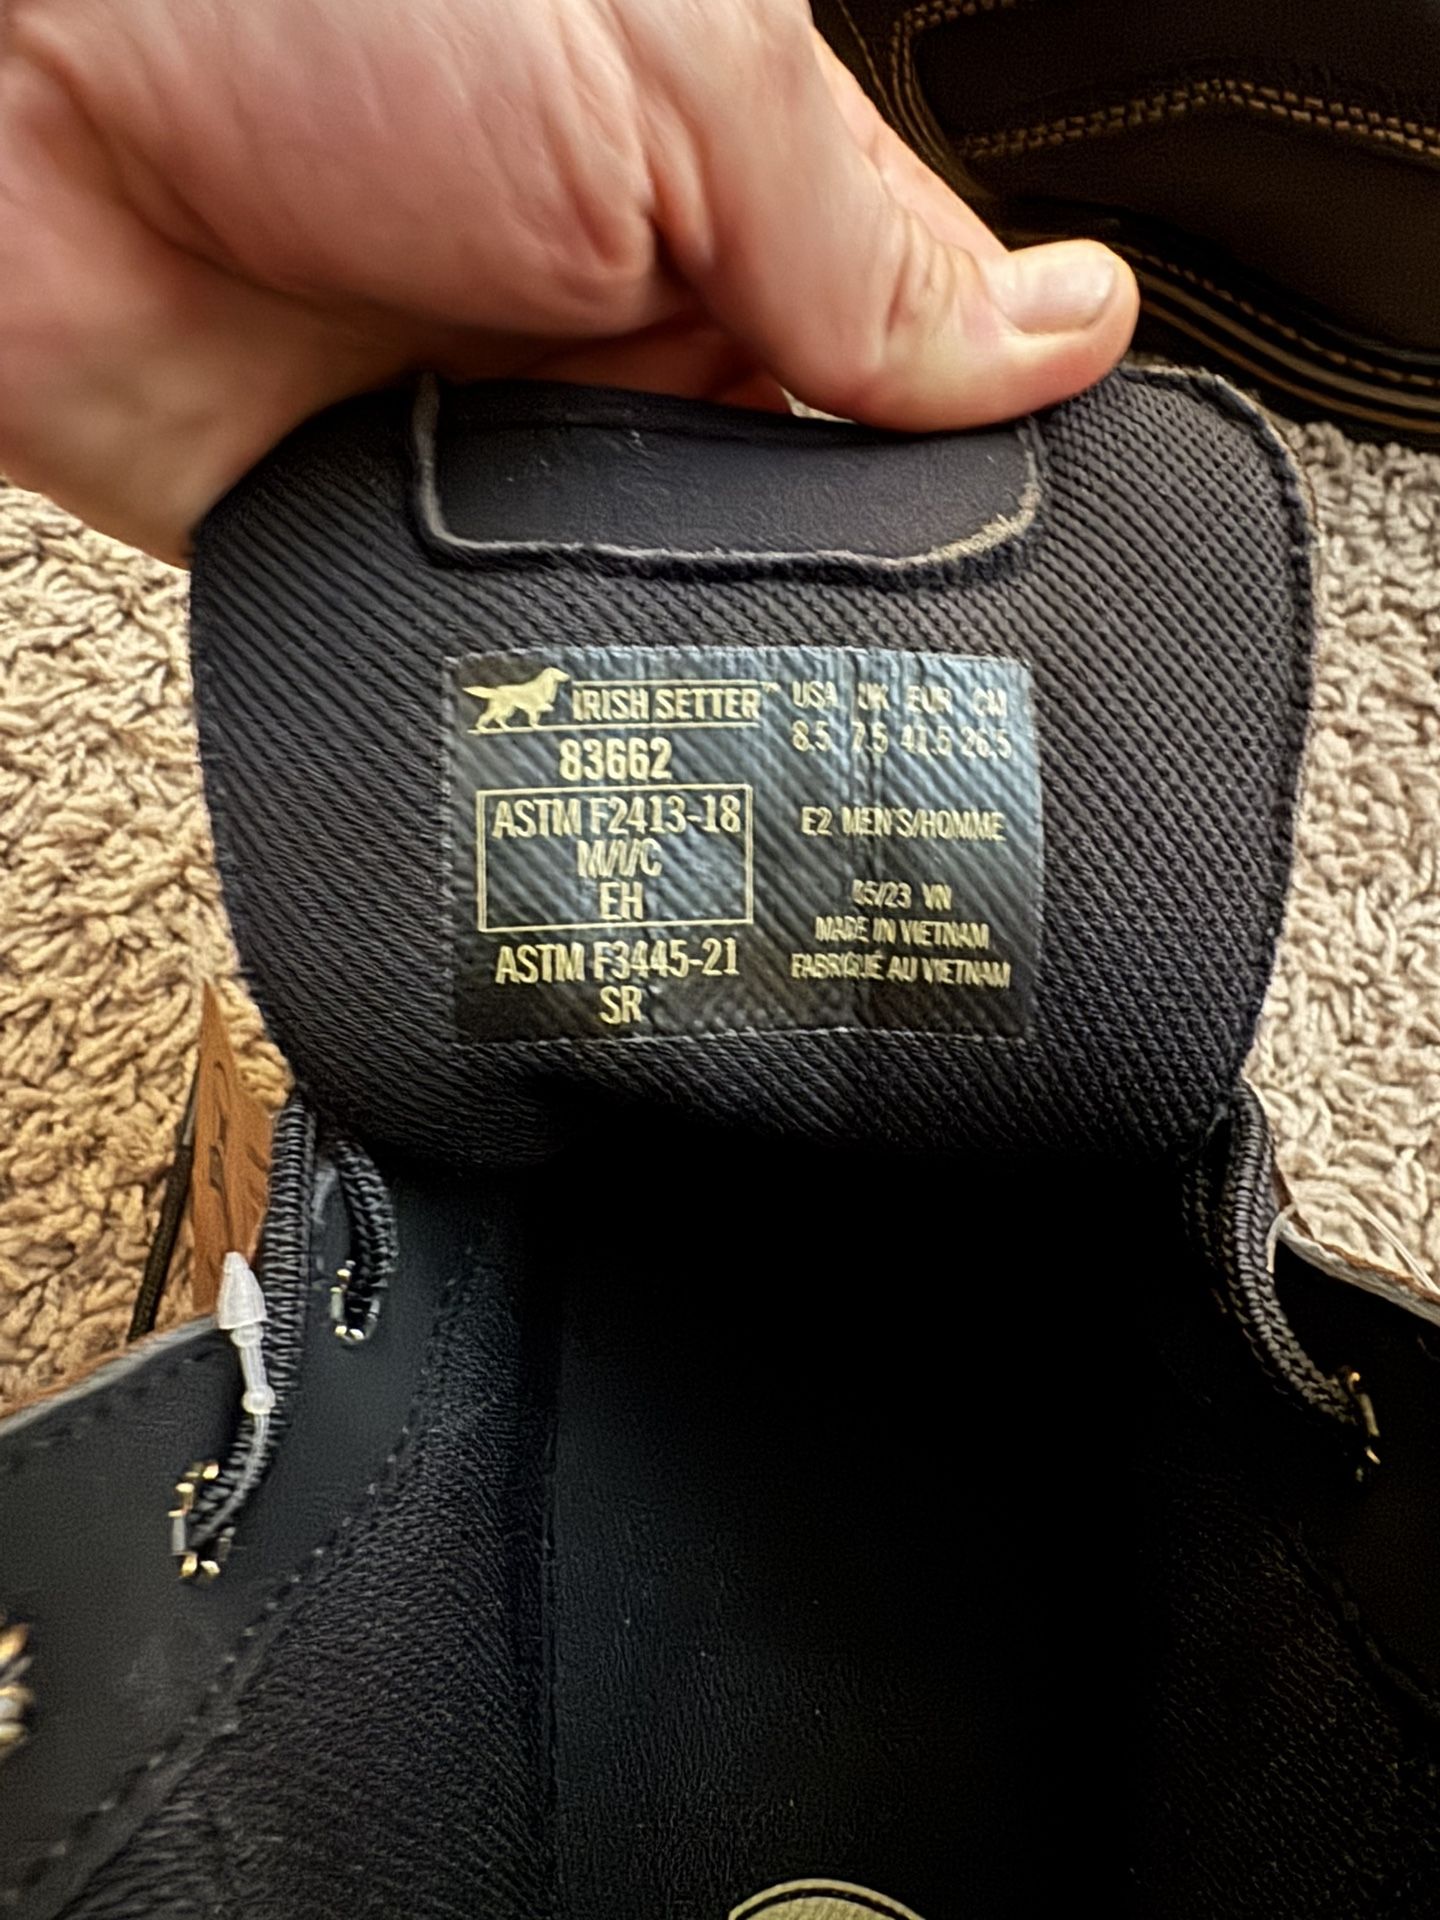 IRISH SETTER™
83662
ASTM F2413-18
M/I/C
EH
ASTM F3445-21
SR
USA UK EUR CM
8.5 7.5 41.5 26.5
E2 MEN'S/HOMME
05/23 VN
MADE IN VIETNAM
FABRIQUÉ AU VIETNAM